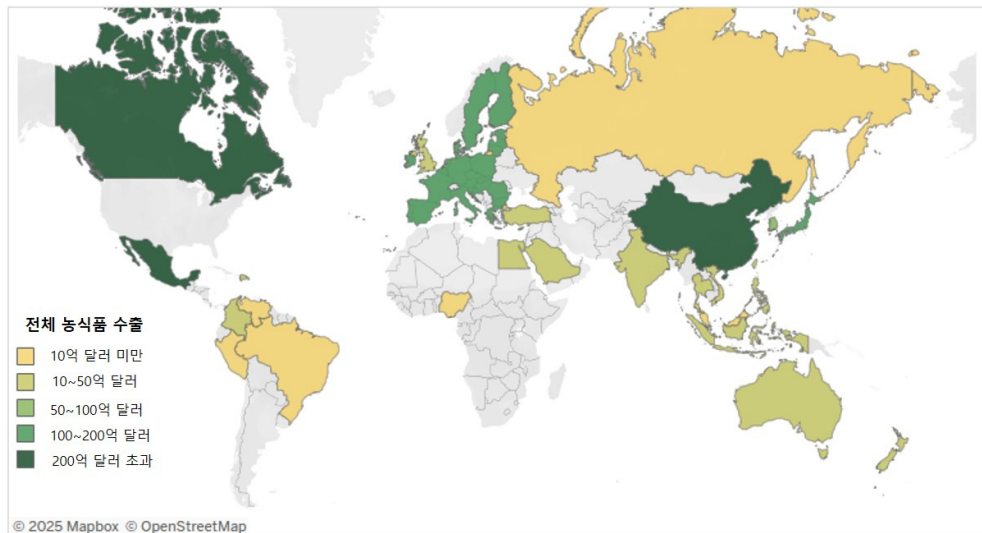 전체 농식품 수출
10억 달러 미만
10~50억 달러
50~100억 달러
100~200억 달러
200억 달러 초과
© 2025 Mapbox © OpenStreetMap